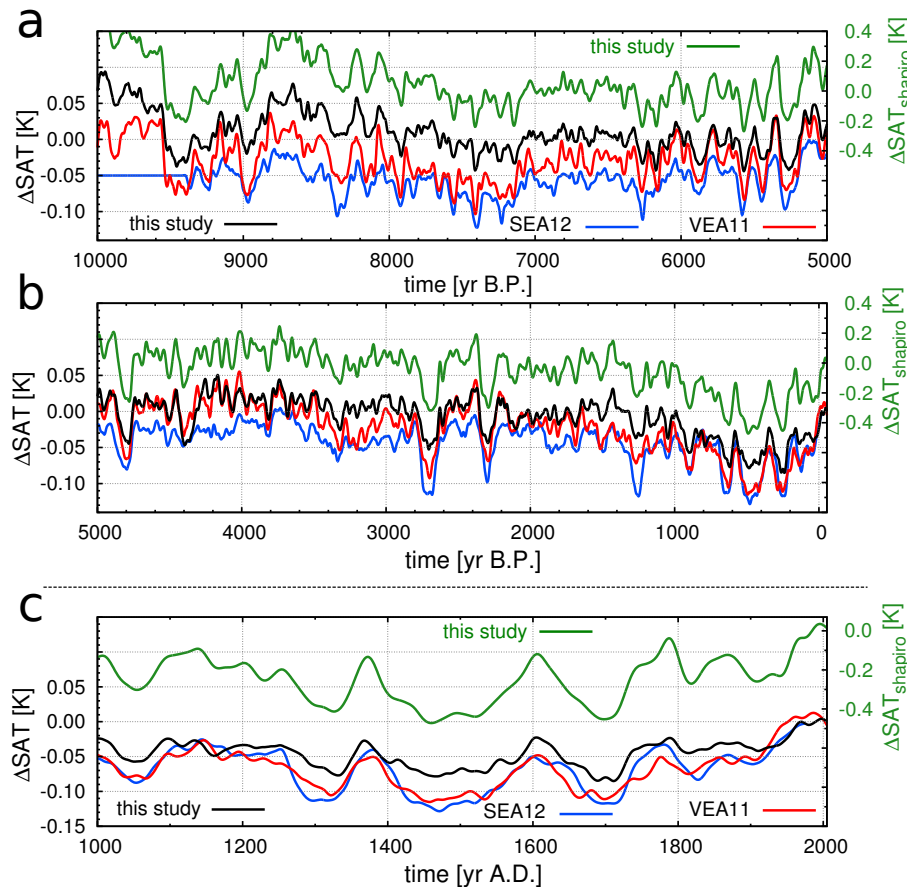 a
this study
0.4
0.2
0.0
-0.2
-0.4
ΔSATshapiro [K]
0.05
0.00
-0.05
-0.10
ΔSAT [K]
this study SEA12 VEA11
10000 9000 8000 7000 6000 5000
time [yr B.P.]
b
0.4
0.2
0.0
-0.2
-0.4
ΔSATshapiro [K]
0.05
0.00
-0.05
-0.10
ΔSAT [K]
5000 4000 3000 2000 1000 0
time [yr B.P.]
c
this study
0.0
-0.2
-0.4
ΔSATshapiro [K]
0.05
0.00
-0.05
-0.10
-0.15
ΔSAT [K]
this study SEA12 VEA11
1000 1200 1400 1600 1800 2000
time [yr A.D.]